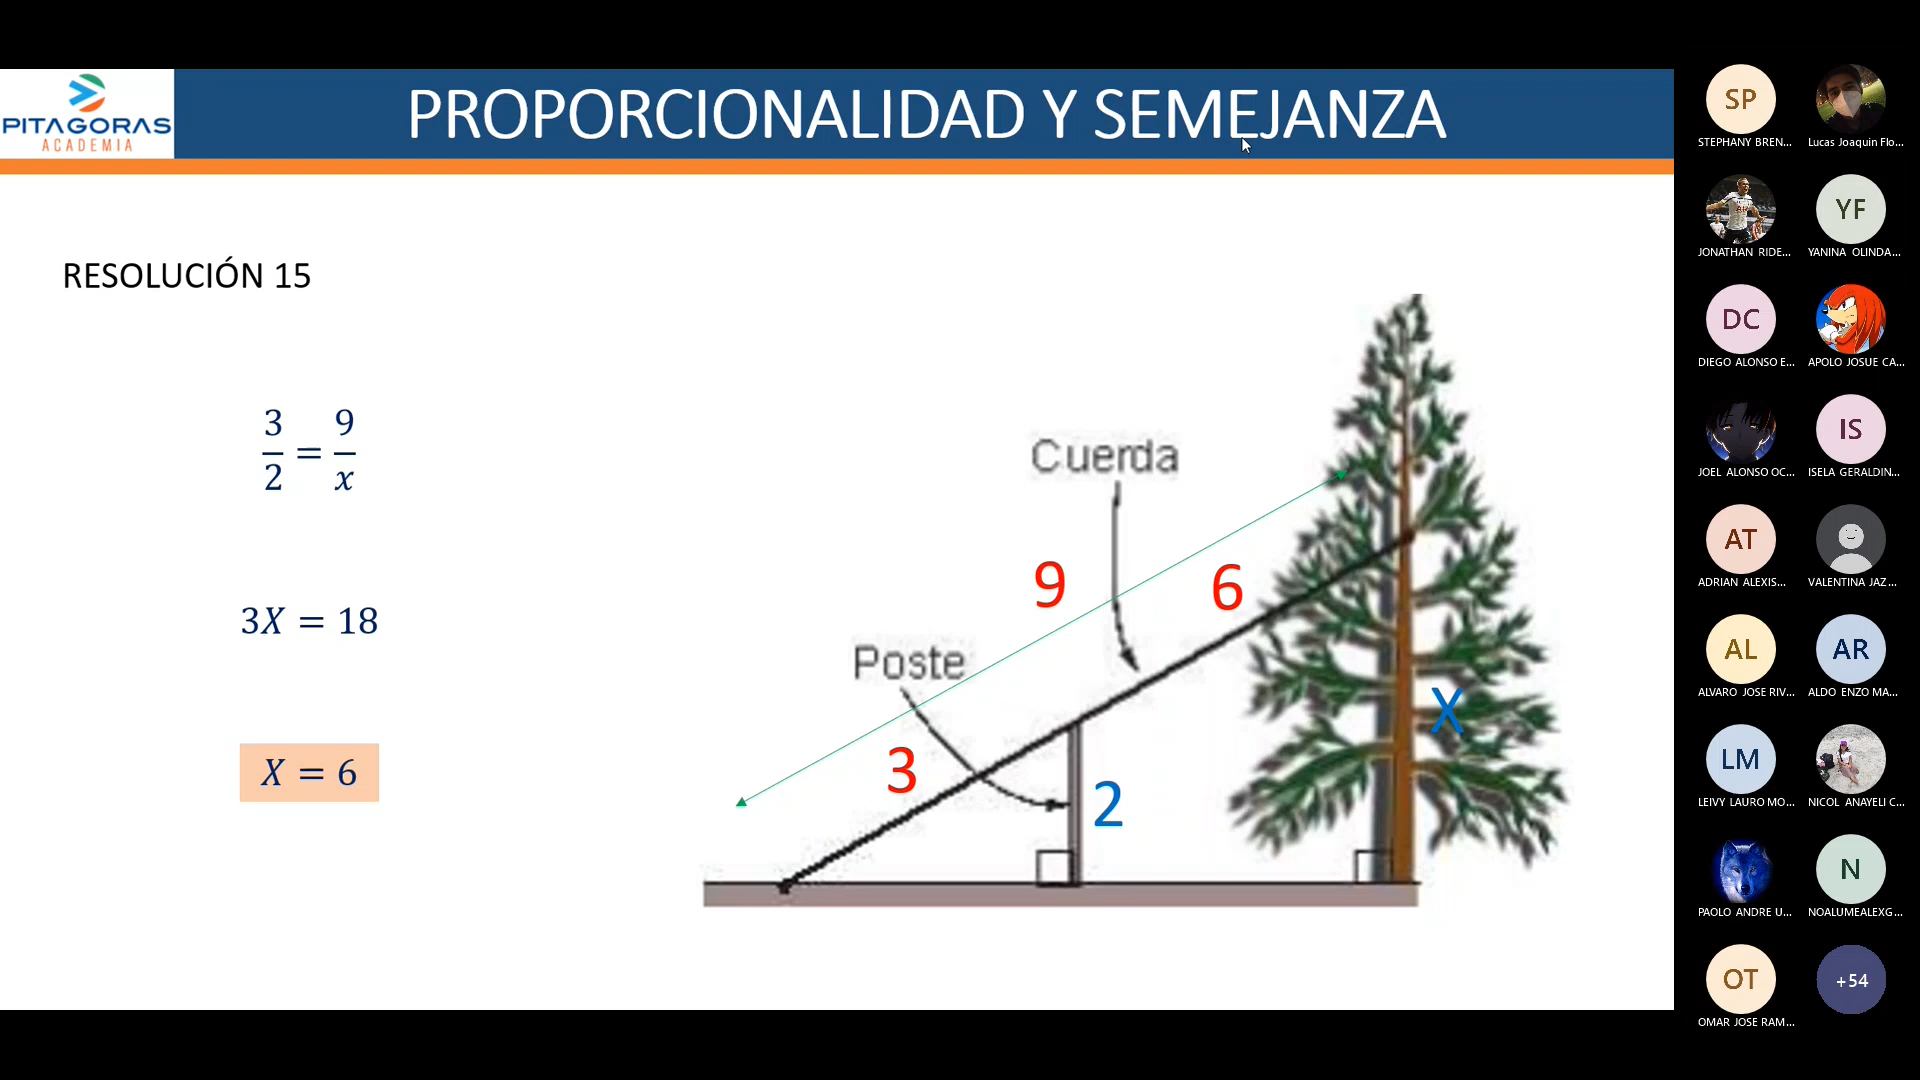 PITAGORAS
ACADEMIA
PROPORCIONALIDAD Y SEMEJANZA
RESOLUCIÓN 15
3/2 = 9/x
3X = 18
X = 6
Cuerda
9
6
Poste
X
3
2
SP
STEPHANY BREN...
Lucas Joaquin Flo...
JONATHAN RIDE...
YF
YANINA OLINDA...
DC
DIEGO ALONSO E...
APOLO JOSUE CA...
JOEL ALONSO OC...
IS
ISELA GERALDIN...
AT
ADRIAN ALEXIS...
VALENTINA JAZ...
AL
ALVARO JOSE RIV...
AR
ALDO ENZO MA...
LM
LEIVY LAURO MO...
NICOL ANAYELI C...
PAOLO ANDRE U...
N
NOALUMEALEXG...
OT
OMAR JOSE RAM...
+54